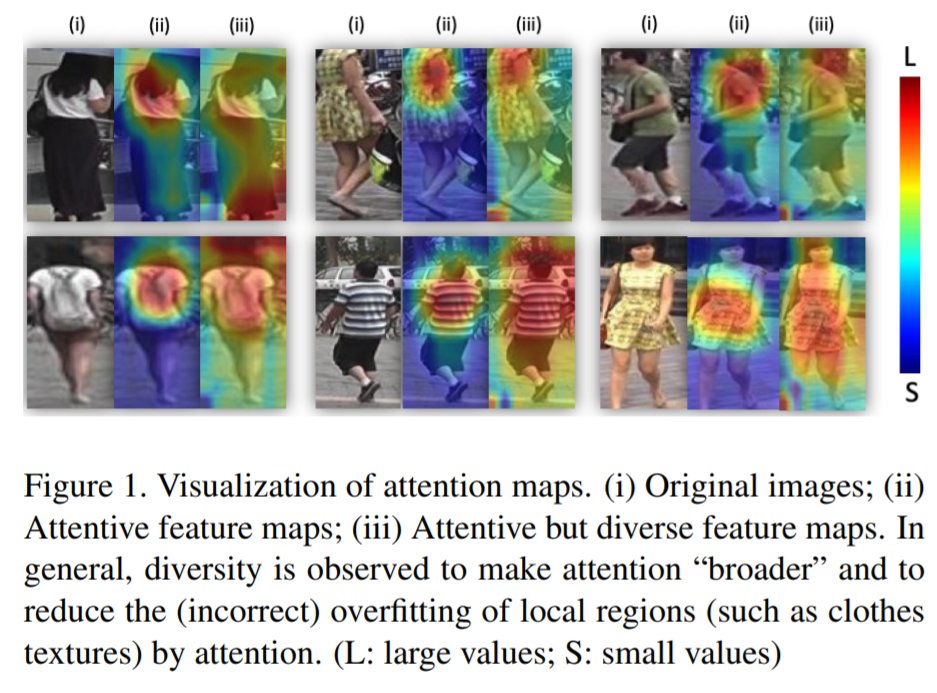 (i) (ii) (iii) (i) (ii) (iii) (i) (ii) (iii)
L
S
Figure 1. Visualization of attention maps. (i) Original images; (ii)
Attentive feature maps; (iii) Attentive but diverse feature maps. In
general, diversity is observed to make attention “broader” and to
reduce the (incorrect) overfitting of local regions (such as clothes
textures) by attention. (L: large values; S: small values)